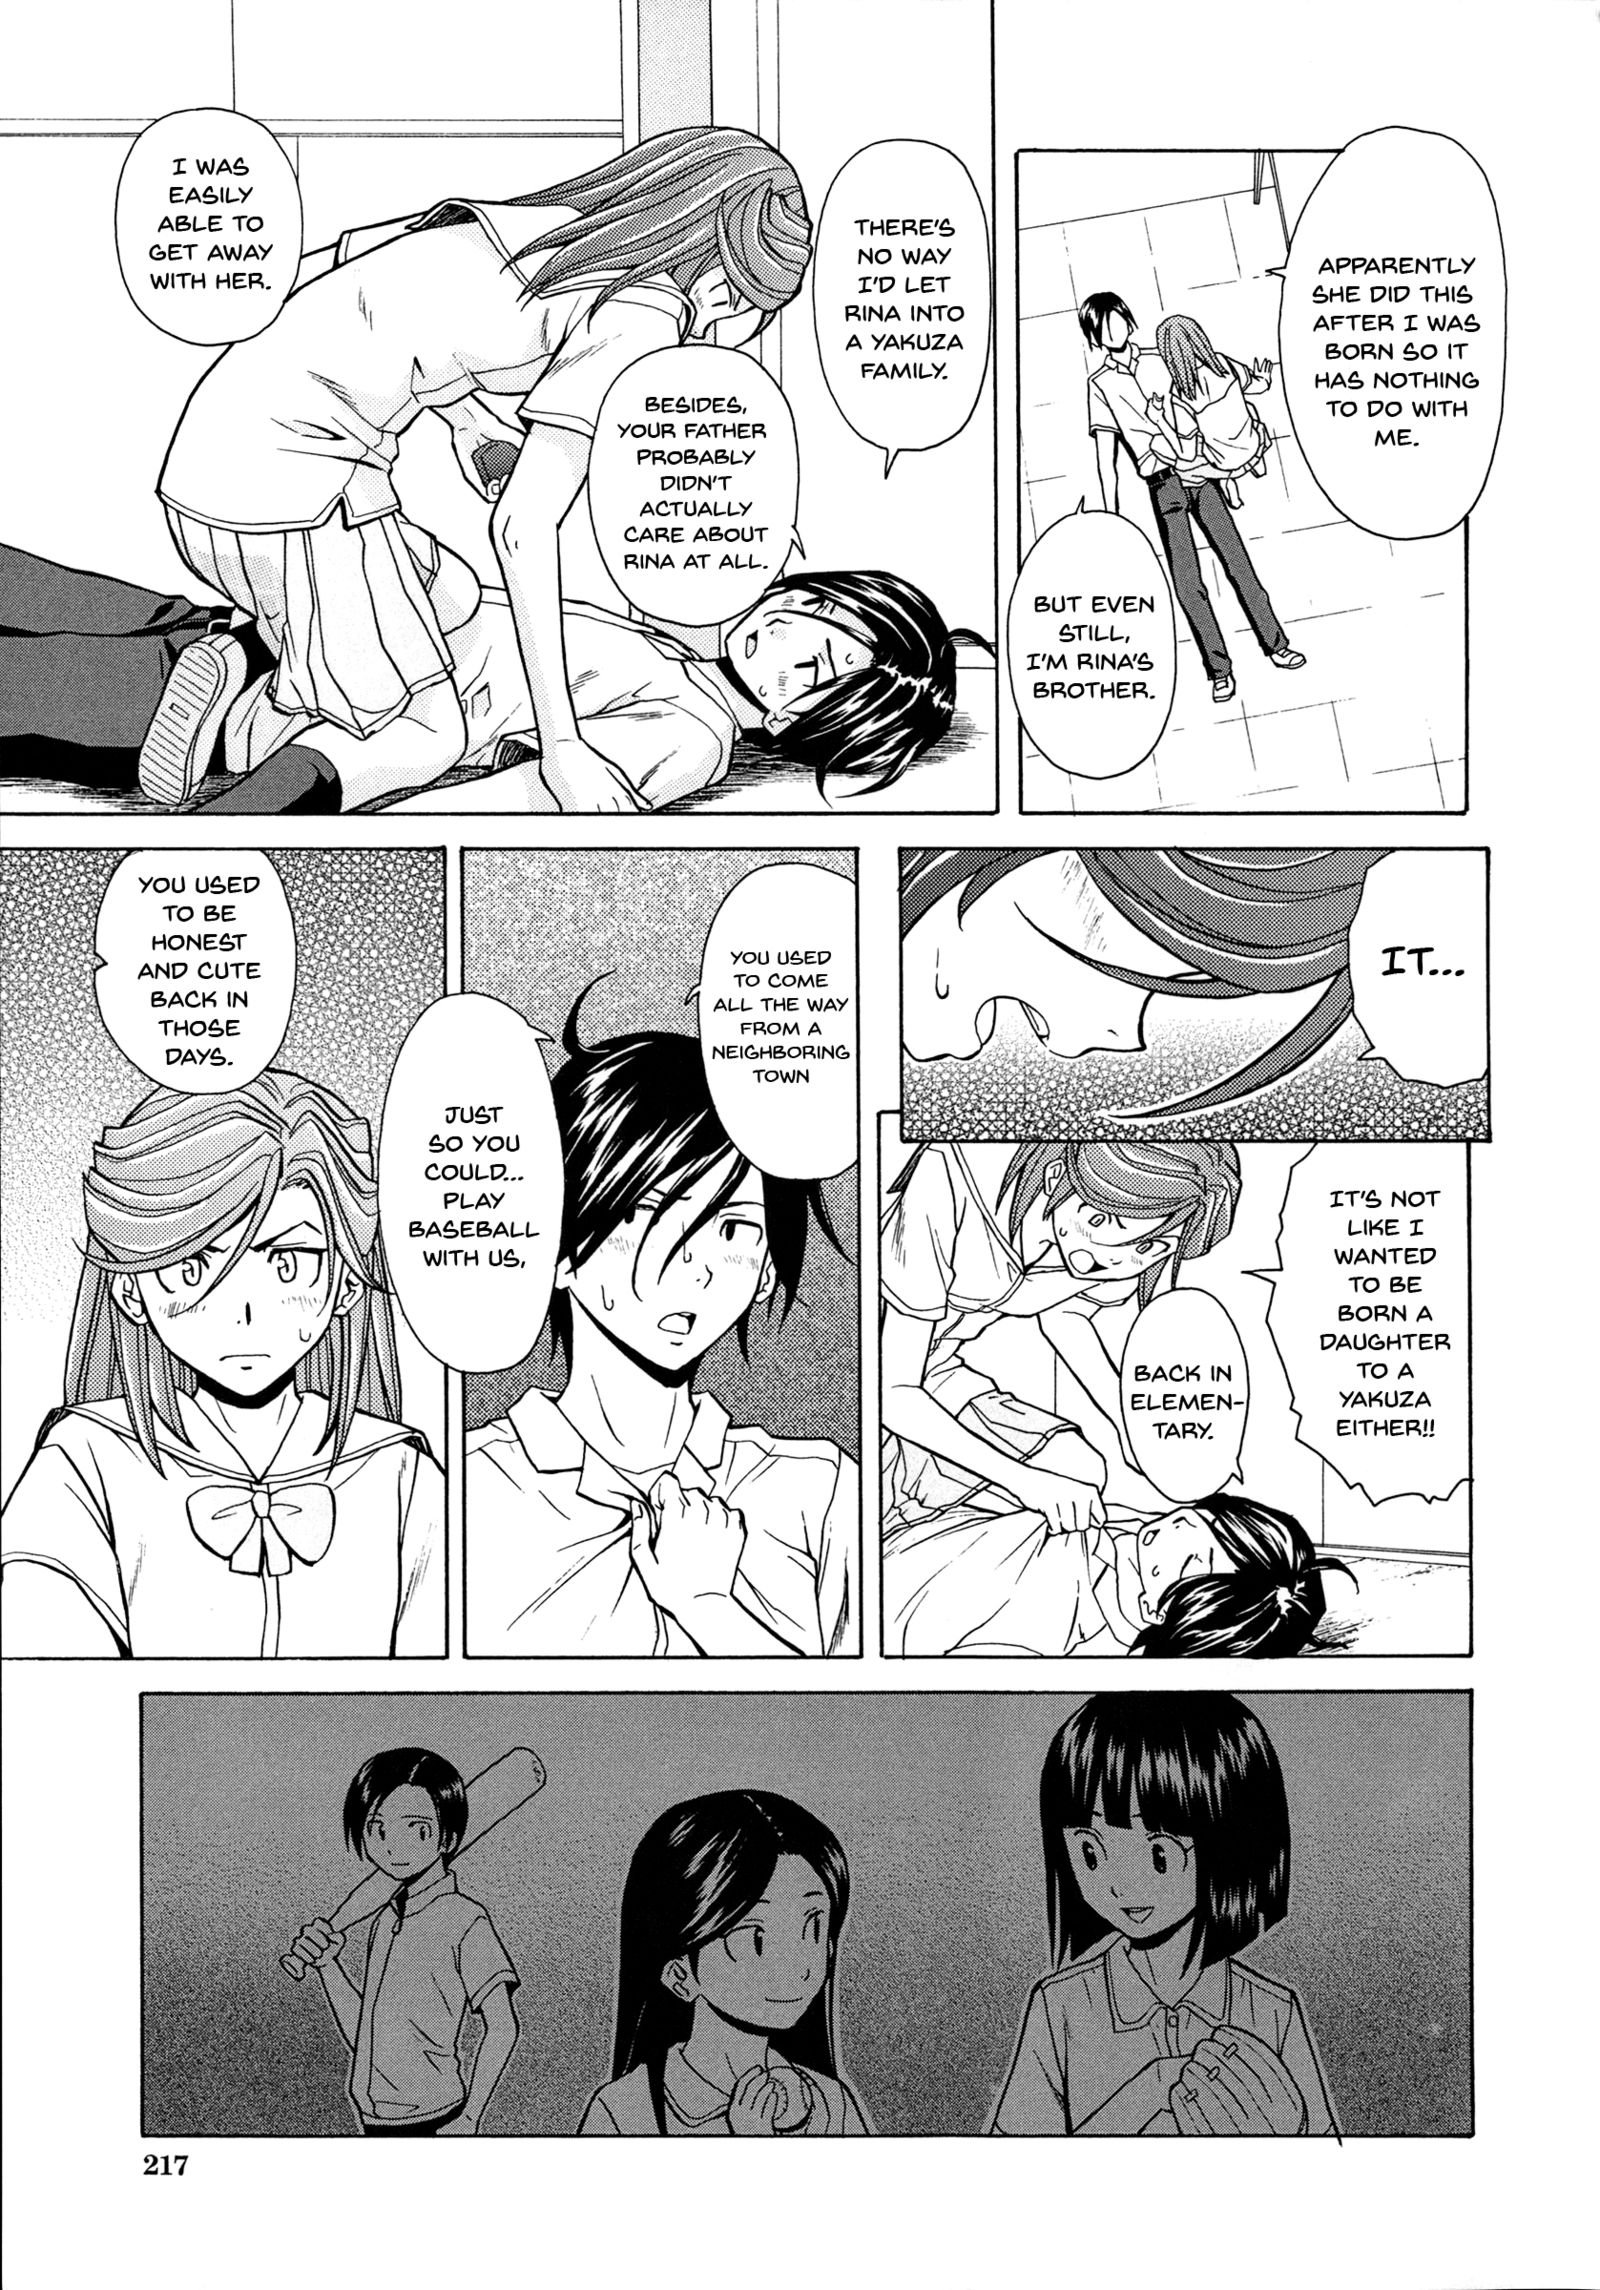 APPARENTLY
SHE DID THIS
AFTER I WAS
BORN SO IT
HAS NOTHING
TO DO WITH
ME.
BUT EVEN
STILL,
I'M RINA'S
BROTHER.
THERE'S
NO WAY
I'D LET
RINA INTO
A YAKUZA
FAMILY.
BESIDES,
YOUR FATHER
PROBABLY
DIDN'T
ACTUALLY
CARE ABOUT
RINA AT ALL.
I WAS
EASILY
ABLE TO
GET AWAY
WITH HER.
IT...
IT'S NOT
LIKE I
WANTED
TO BE
BORN A
DAUGHTER
TO A
YAKUZA
EITHER!!
BACK IN
ELEMEN-
TARY.
YOU USED
TO COME
ALL THE WAY
FROM A
NEIGHBORING
TOWN
JUST
SO YOU
COULD...
PLAY
BASEBALL
WITH US,
YOU USED
TO BE
HONEST
AND CUTE
BACK IN
THOSE
DAYS.
217